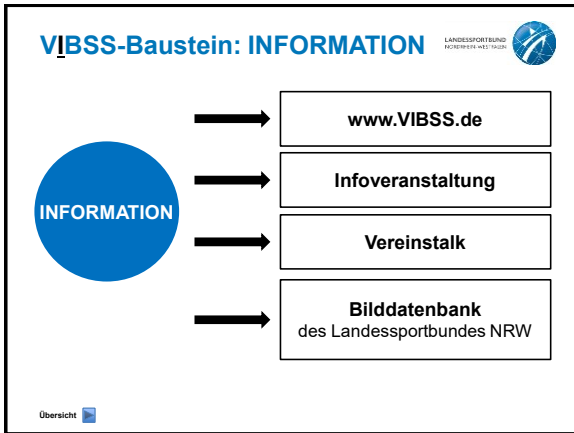 VIBSS-Baustein: INFORMATION
LANDESSPORTBUND
NORDRHEIN-WESTFALEN
www.VIBSS.de
Infoveranstaltung
INFORMATION
Vereinstalk
Bilddatenbank
des Landessportbundes NRW
Übersicht